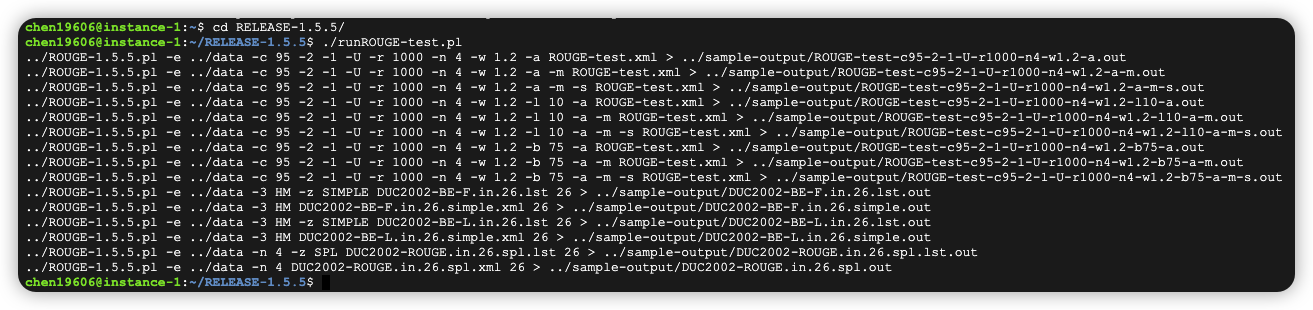 chen19606@instance-1:~$ cd RELEASE-1.5.5/
chen19606@instance-1:~/RELEASE-1.5.5$ ./runROUGE-test.pl
../ROUGE-1.5.5.pl -e ../data -c 95 -2 -1 -U -r 1000 -n 4 -w 1.2 -a ROUGE-test.xml > ../sample-output/ROUGE-test-c95-2-1-U-r1000-n4-w1.2-a.out
../ROUGE-1.5.5.pl -e ../data -c 95 -2 -1 -U -r 1000 -n 4 -w 1.2 -a -m ROUGE-test.xml > ../sample-output/ROUGE-test-c95-2-1-U-r1000-n4-w1.2-a-m.out
../ROUGE-1.5.5.pl -e ../data -c 95 -2 -1 -U -r 1000 -n 4 -w 1.2 -a -m -s ROUGE-test.xml > ../sample-output/ROUGE-test-c95-2-1-U-r1000-n4-w1.2-a-m-s.out
../ROUGE-1.5.5.pl -e ../data -c 95 -2 -1 -U -r 1000 -n 4 -w 1.2 -l 10 -a ROUGE-test.xml > ../sample-output/ROUGE-test-c95-2-1-U-r1000-n4-w1.2-l10-a.out
../ROUGE-1.5.5.pl -e ../data -c 95 -2 -1 -U -r 1000 -n 4 -w 1.2 -l 10 -a -m ROUGE-test.xml > ../sample-output/ROUGE-test-c95-2-1-U-r1000-n4-w1.2-l10-a-m.out
../ROUGE-1.5.5.pl -e ../data -c 95 -2 -1 -U -r 1000 -n 4 -w 1.2 -l 10 -a -m -s ROUGE-test.xml > ../sample-output/ROUGE-test-c95-2-1-U-r1000-n4-w1.2-l10-a-m-s.out
../ROUGE-1.5.5.pl -e ../data -c 95 -2 -1 -U -r 1000 -n 4 -w 1.2 -b 75 -a ROUGE-test.xml > ../sample-output/ROUGE-test-c95-2-1-U-r1000-n4-w1.2-b75-a.out
../ROUGE-1.5.5.pl -e ../data -c 95 -2 -1 -U -r 1000 -n 4 -w 1.2 -b 75 -a -m ROUGE-test.xml > ../sample-output/ROUGE-test-c95-2-1-U-r1000-n4-w1.2-b75-a-m.out
../ROUGE-1.5.5.pl -e ../data -c 95 -2 -1 -U -r 1000 -n 4 -w 1.2 -b 75 -a -m -s ROUGE-test.xml > ../sample-output/ROUGE-test-c95-2-1-U-r1000-n4-w1.2-b75-a-m-s.out
../ROUGE-1.5.5.pl -e ../data -3 HM -z SIMPLE DUC2002-BE-F.in.26.lst 26 > ../sample-output/DUC2002-BE-F.in.26.lst.out
../ROUGE-1.5.5.pl -e ../data -3 HM DUC2002-BE-F.in.26.simple.xml 26 > ../sample-output/DUC2002-BE-F.in.26.simple.out
../ROUGE-1.5.5.pl -e ../data -3 HM -z SIMPLE DUC2002-BE-L.in.26.lst 26 > ../sample-output/DUC2002-BE-L.in.26.lst.out
../ROUGE-1.5.5.pl -e ../data -3 HM DUC2002-BE-L.in.26.simple.xml 26 > ../sample-output/DUC2002-BE-L.in.26.simple.out
../ROUGE-1.5.5.pl -e ../data -n 4 -z SPL DUC2002-ROUGE.in.26.spl.lst 26 > ../sample-output/DUC2002-ROUGE.in.26.spl.lst.out
../ROUGE-1.5.5.pl -e ../data -n 4 DUC2002-ROUGE.in.26.spl.xml 26 > ../sample-output/DUC2002-ROUGE.in.26.spl.out
chen19606@instance-1:~/RELEASE-1.5.5$